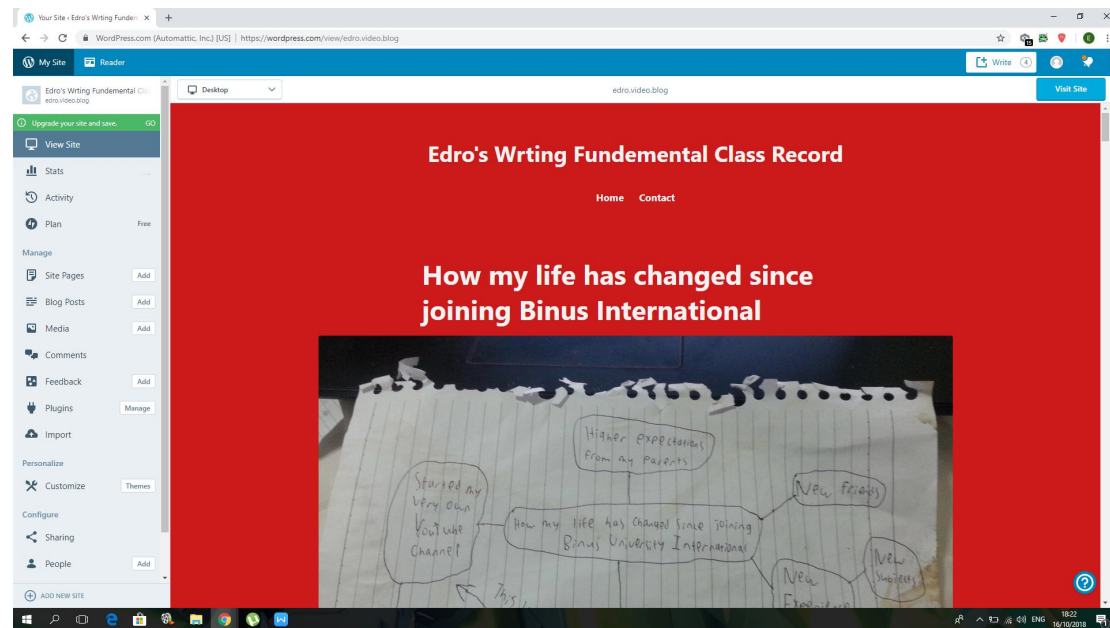 Your Site ‹ Edro's Wrting Fundem
WordPress.com (Automattic, Inc.) [US] | https://wordpress.com/view/edro.video.blog
15
E
My Site
Reader
Write 4
Edro's Wrting Fundemental Cla
edro.video.blog
Desktop
edro.video.blog
Visit Site
Upgrade your site and save. GO
View Site
Stats
Activity
Plan Free
Manage
Site Pages Add
Blog Posts Add
Media Add
Comments
Feedback Add
Plugins Manage
Import
Personalize
Customize Themes
Configure
Sharing
People Add
ADD NEW SITE
Edro's Wrting Fundemental Class Record
Home Contact
How my life has changed since
joining Binus International
Higher expectations
from my parents
Started my
very own
YouTube
Channel
How my life has changed since joining
Binus University International
New Friends
New
Subjects
New
Experience
This is
ENG
18:22
16/10/2018